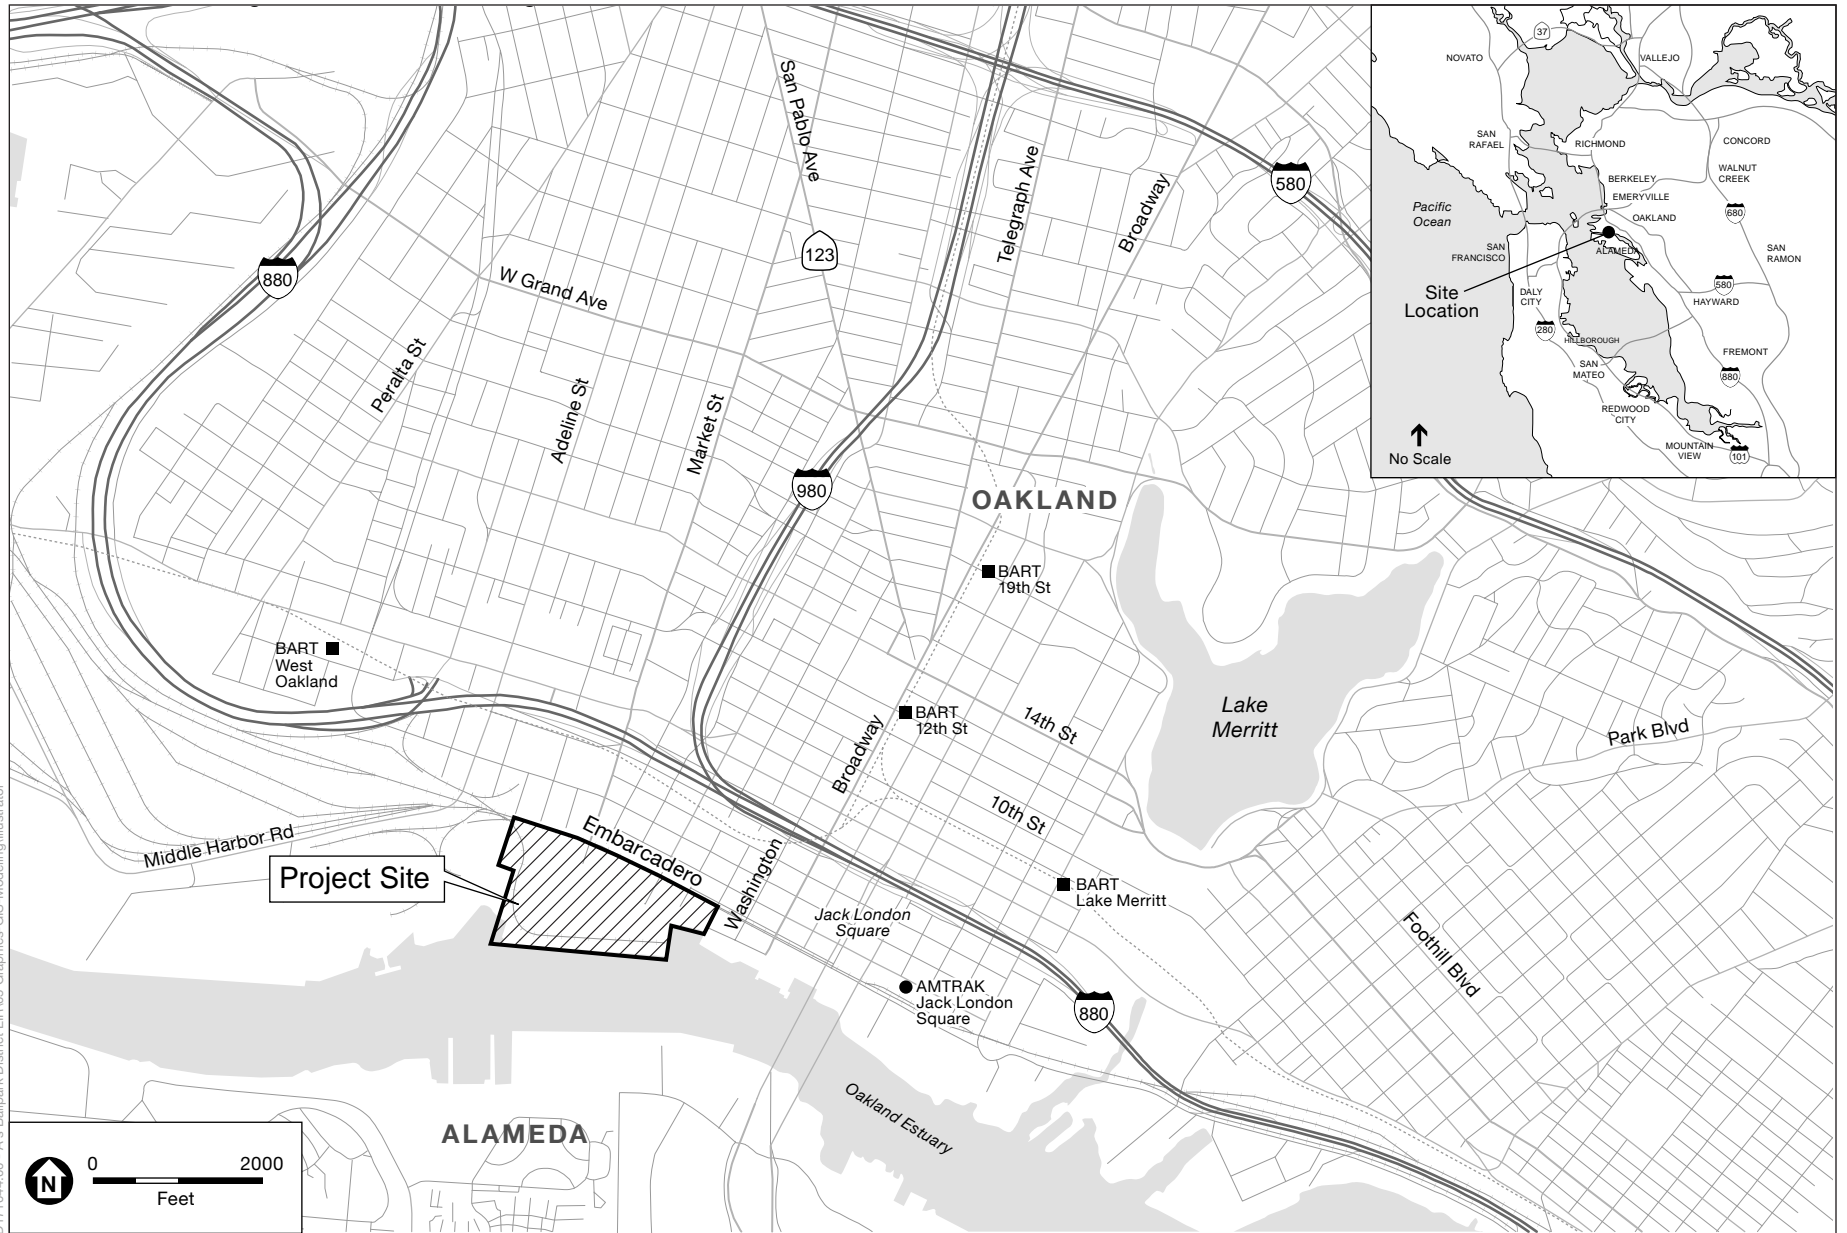 San Pablo Ave
123
Telegraph Ave
Broadway
580
880
W Grand Ave
Peralta St
Adeline St
Market St
980
OAKLAND
BART
19th St
BART
West
Oakland
BART
12th St
14th St
Broadway
10th St
Lake
Merritt
Park Blvd
Middle Harbor Rd
Project Site
Embarcadero
Washington
Jack London
Square
BART
Lake Merritt
Foothill Blvd
AMTRAK
Jack London
Square
880
Oakland Estuary
ALAMEDA
N
0
2000
Feet
37
NOVATO
VALLEJO
SAN
RAFAEL
RICHMOND
CONCORD
WALNUT
CREEK
BERKELEY
EMERYVILLE
OAKLAND
680
Pacific
Ocean
SAN
FRANCISCO
ALAMEDA
SAN
RAMON
Site
Location
DALY
CITY
580
HAYWARD
280
HILLBOROUGH
FREMONT
SAN
MATEO
880
REDWOOD
CITY
MOUNTAIN
VIEW
101
No Scale